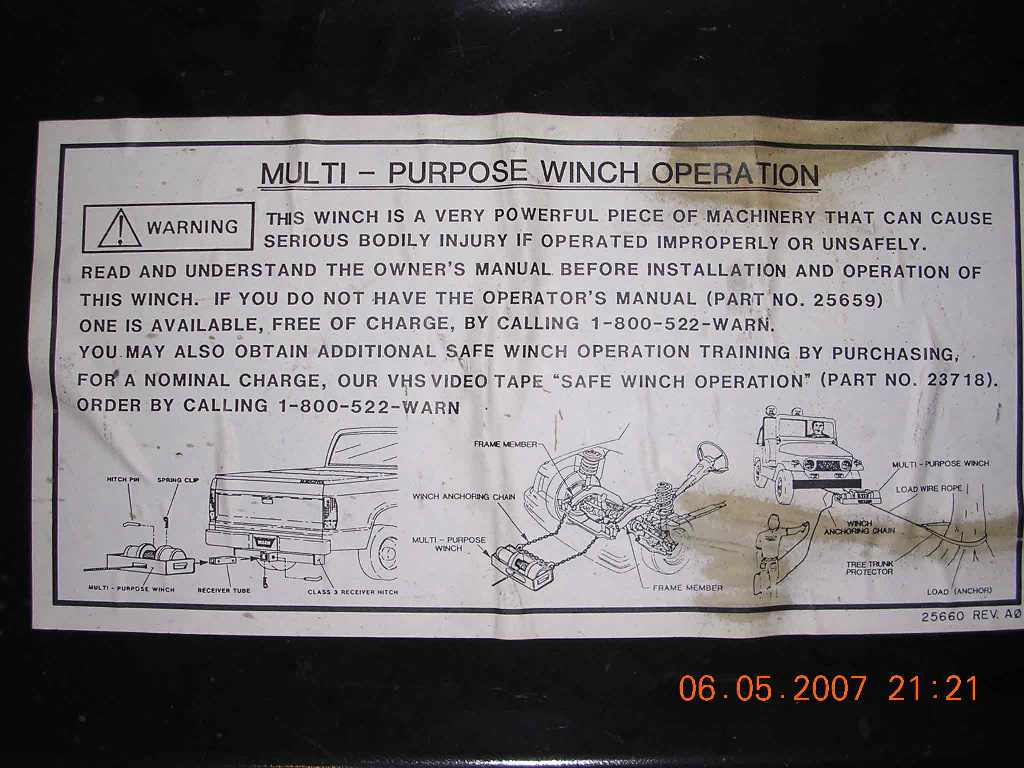 MULTI - PURPOSE WINCH OPERATION
WARNING
THIS WINCH IS A VERY POWERFUL PIECE OF MACHINERY THAT CAN CAUSE
SERIOUS BODILY INJURY IF OPERATED IMPROPERLY OR UNSAFELY.
READ AND UNDERSTAND THE OWNER'S MANUAL BEFORE INSTALLATION AND OPERATION OF
THIS WINCH. IF YOU DO NOT HAVE THE OPERATOR'S MANUAL (PART NO. 25659)
ONE IS AVAILABLE, FREE OF CHARGE, BY CALLING 1-800-522-WARN.
YOU MAY ALSO OBTAIN ADDITIONAL SAFE WINCH OPERATION TRAINING BY PURCHASING,
FOR A NOMINAL CHARGE, OUR VHS VIDEO TAPE "SAFE WINCH OPERATION" (PART NO. 23718).
ORDER BY CALLING 1-800-522-WARN
HITCH PIN
SPRING CLIP
MULTI - PURPOSE WINCH
RECEIVER TUBE
CLASS 3 RECEIVER HITCH
FRAME MEMBER
WINCH ANCHORING CHAIN
MULTI - PURPOSE
WINCH
FRAME MEMBER
MULTI - PURPOSE WINCH
LOAD WIRE ROPE
WINCH
ANCHORING CHAIN
TREE TRUNK
PROTECTOR
LOAD (ANCHOR)
25660 REV. A0
06.05.2007 21:21